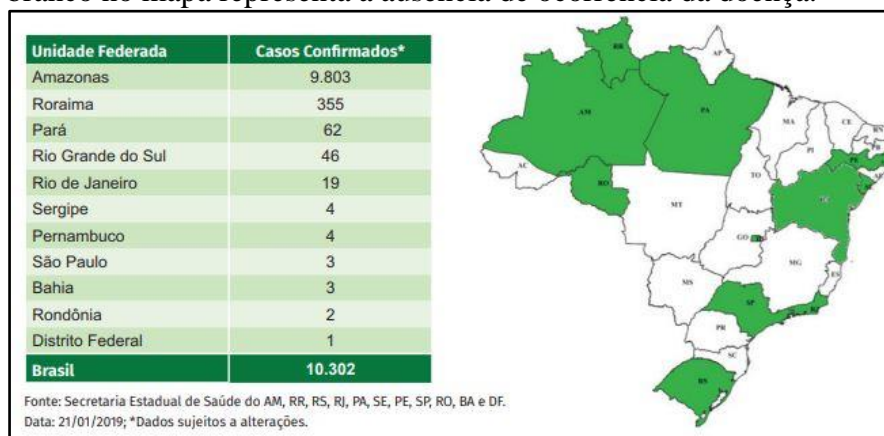 branco no mapa representa a ausência de ocorrência da doença.
Unidade Federada Casos Confirmados*
Amazonas 9.803
Roraima 355
Pará 62
Rio Grande do Sul 46
Rio de Janeiro 19
Sergipe 4
Pernambuco 4
São Paulo 3
Bahia 3
Rondônia 2
Distrito Federal 1
Brasil 10.302
Fonte: Secretaria Estadual de Saúde do AM, RR, RS, RJ, PA, SE, PE, SP, RO, BA e DF.
Data: 21/01/2019; *Dados sujeitos a alterações.
RR
AP
AM
PA
MA
CE
RN
PB
PI
PE
AC
TO
RO
MT
GO
MG
ES
MS
SP
PR
SC
RS